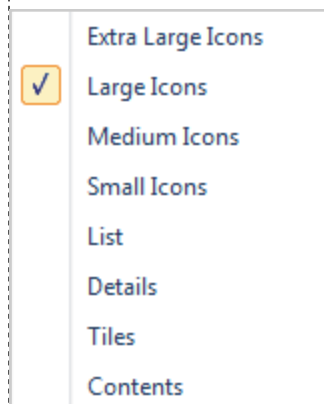 Extra Large Icons
Large Icons
Medium Icons
Small Icons
List
Details
Tiles
Contents